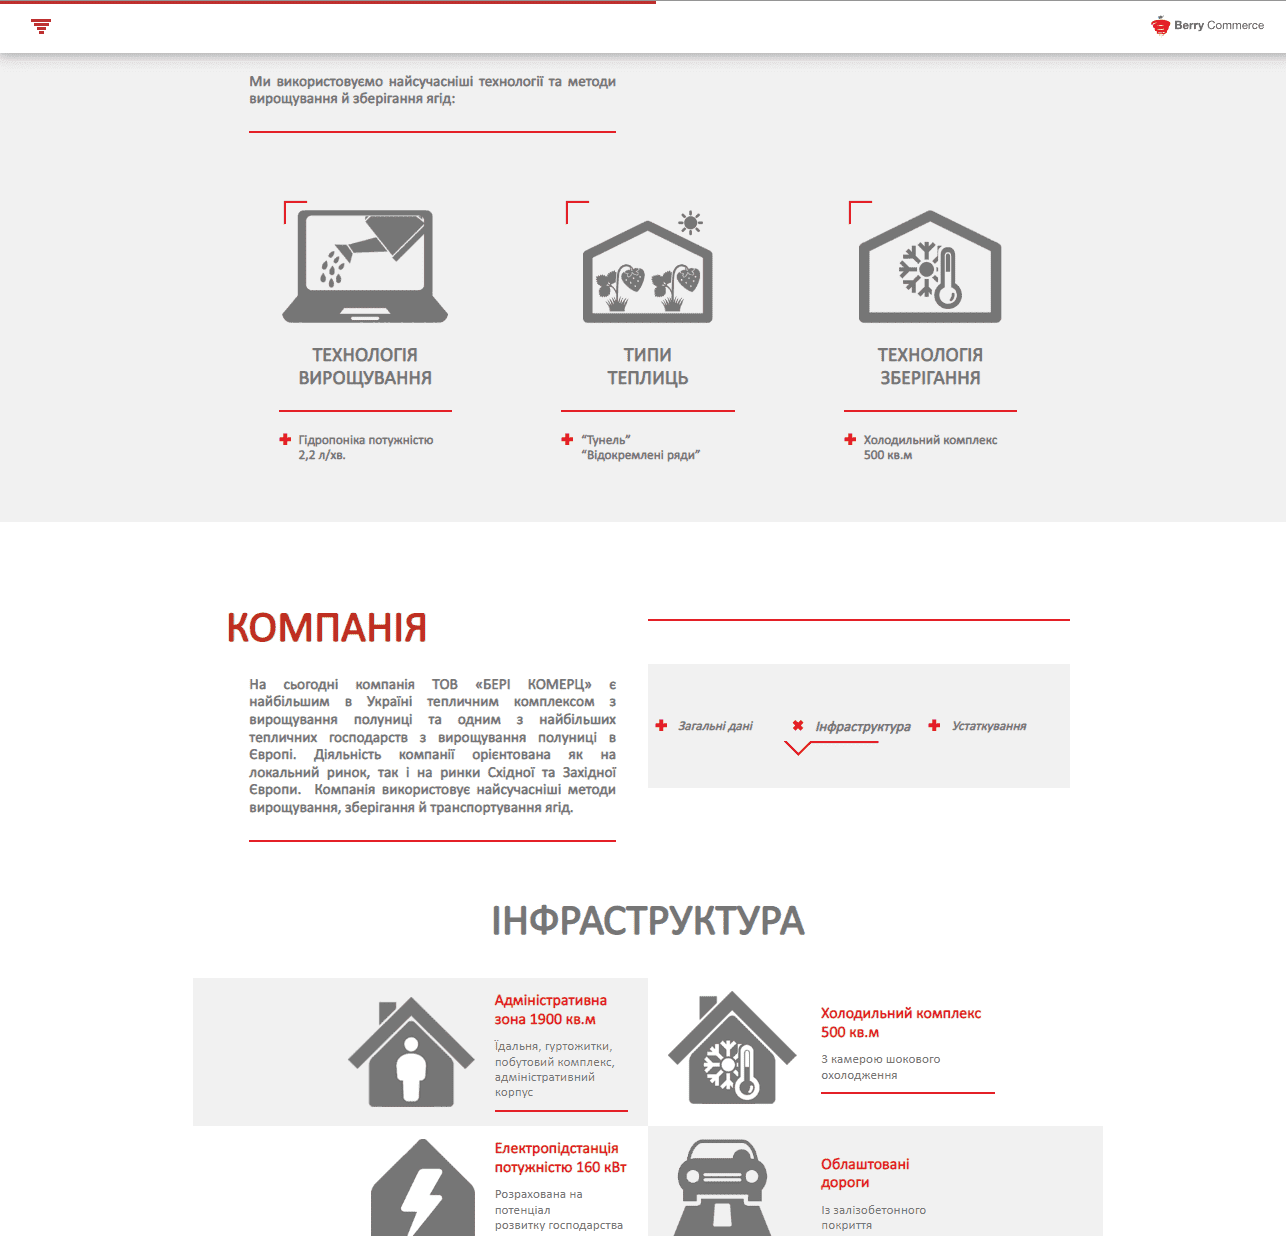 Berry Commerce
Ми використовуємо найсучасніші технології та методи
вирощування й зберігання ягід:
ТЕХНОЛОГІЯ
ВИРОЩУВАННЯ
Гідропоніка потужністю
2,2 л/хв.
ТИПИ
ТЕПЛИЦЬ
“Тунель”
“Відокремлені ряди”
ТЕХНОЛОГІЯ
ЗБЕРІГАННЯ
Холодильний комплекс
500 кв.м
КОМПАНІЯ
На сьогодні компанія ТОВ «БЕРІ КОМЕРЦ» є
найбільшим в Україні тепличним комплексом з
вирощування полуниці та одним з найбільших
тепличних господарств з вирощування полуниці в
Європі. Діяльність компанії орієнтована як на
локальний ринок, так і на ринки Східної та Західної
Європи. Компанія використовує найсучасніші методи
вирощування, зберігання й транспортування ягід.
Загальні дані
Інфраструктура
Устаткування
ІНФРАСТРУКТУРА
Адміністративна
зона 1900 кв.м
Їдальня, гуртожитки,
побутовий комплекс,
адміністративний
корпус
Холодильний комплекс
500 кв.м
З камерою шокового
охолодження
Електропідстанція
потужністю 160 кВт
Розрахована на
потенціал
розвитку господарства
Облаштовані
дороги
Із залізобетонного
покриття